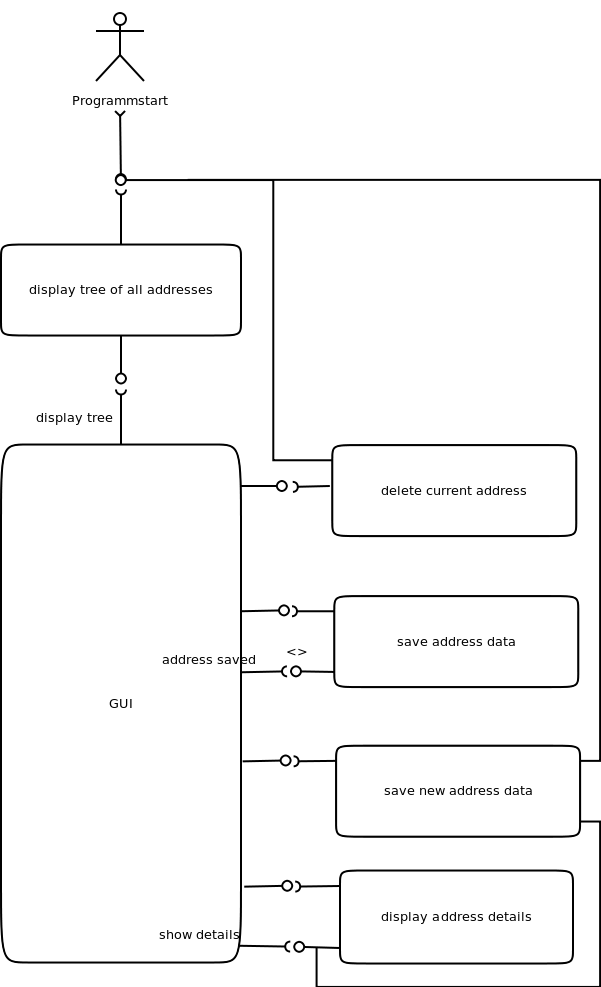 Programmstart
display tree of all addresses
display tree
delete current address
save address data
<>
address saved
GUI
save new address data
display address details
show details